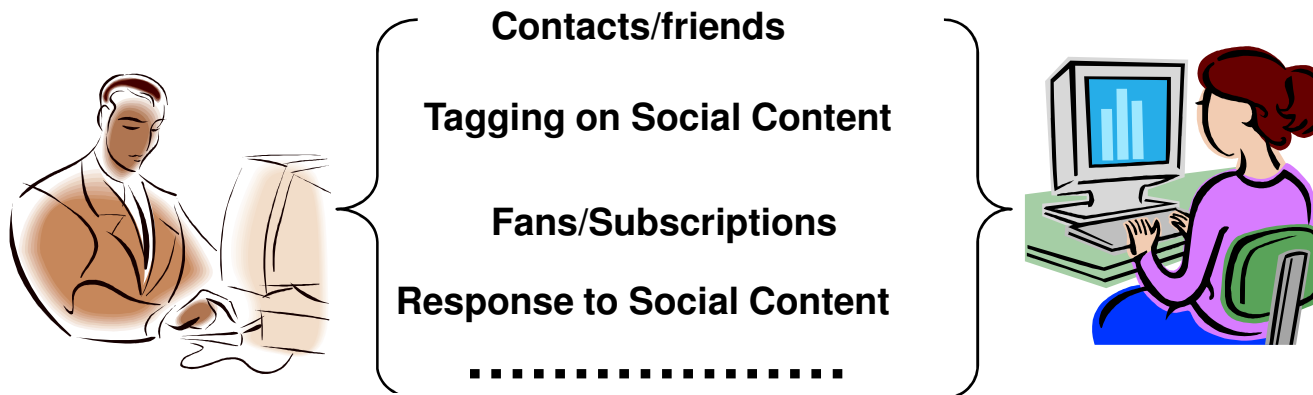 Contacts/friends
Tagging on Social Content
Fans/Subscriptions
Response to Social Content
..................